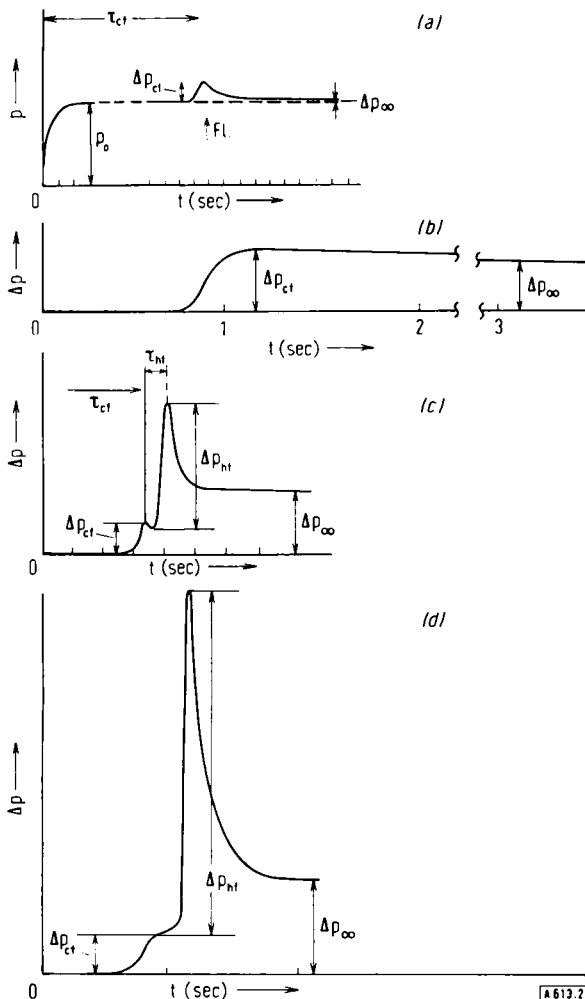 τcf
(a)
Δpcf
Δp∞
p
p₀
Fl.
0
t (sec)
(b)
Δp
Δpcf
Δp∞
0
1
2
3
t (sec)
τhf
(c)
τcf
Δp
Δphf
Δpcf
Δp∞
0
t (sec)
(d)
Δp
Δphf
Δpcf
Δp∞
0
t (sec)
A613.2